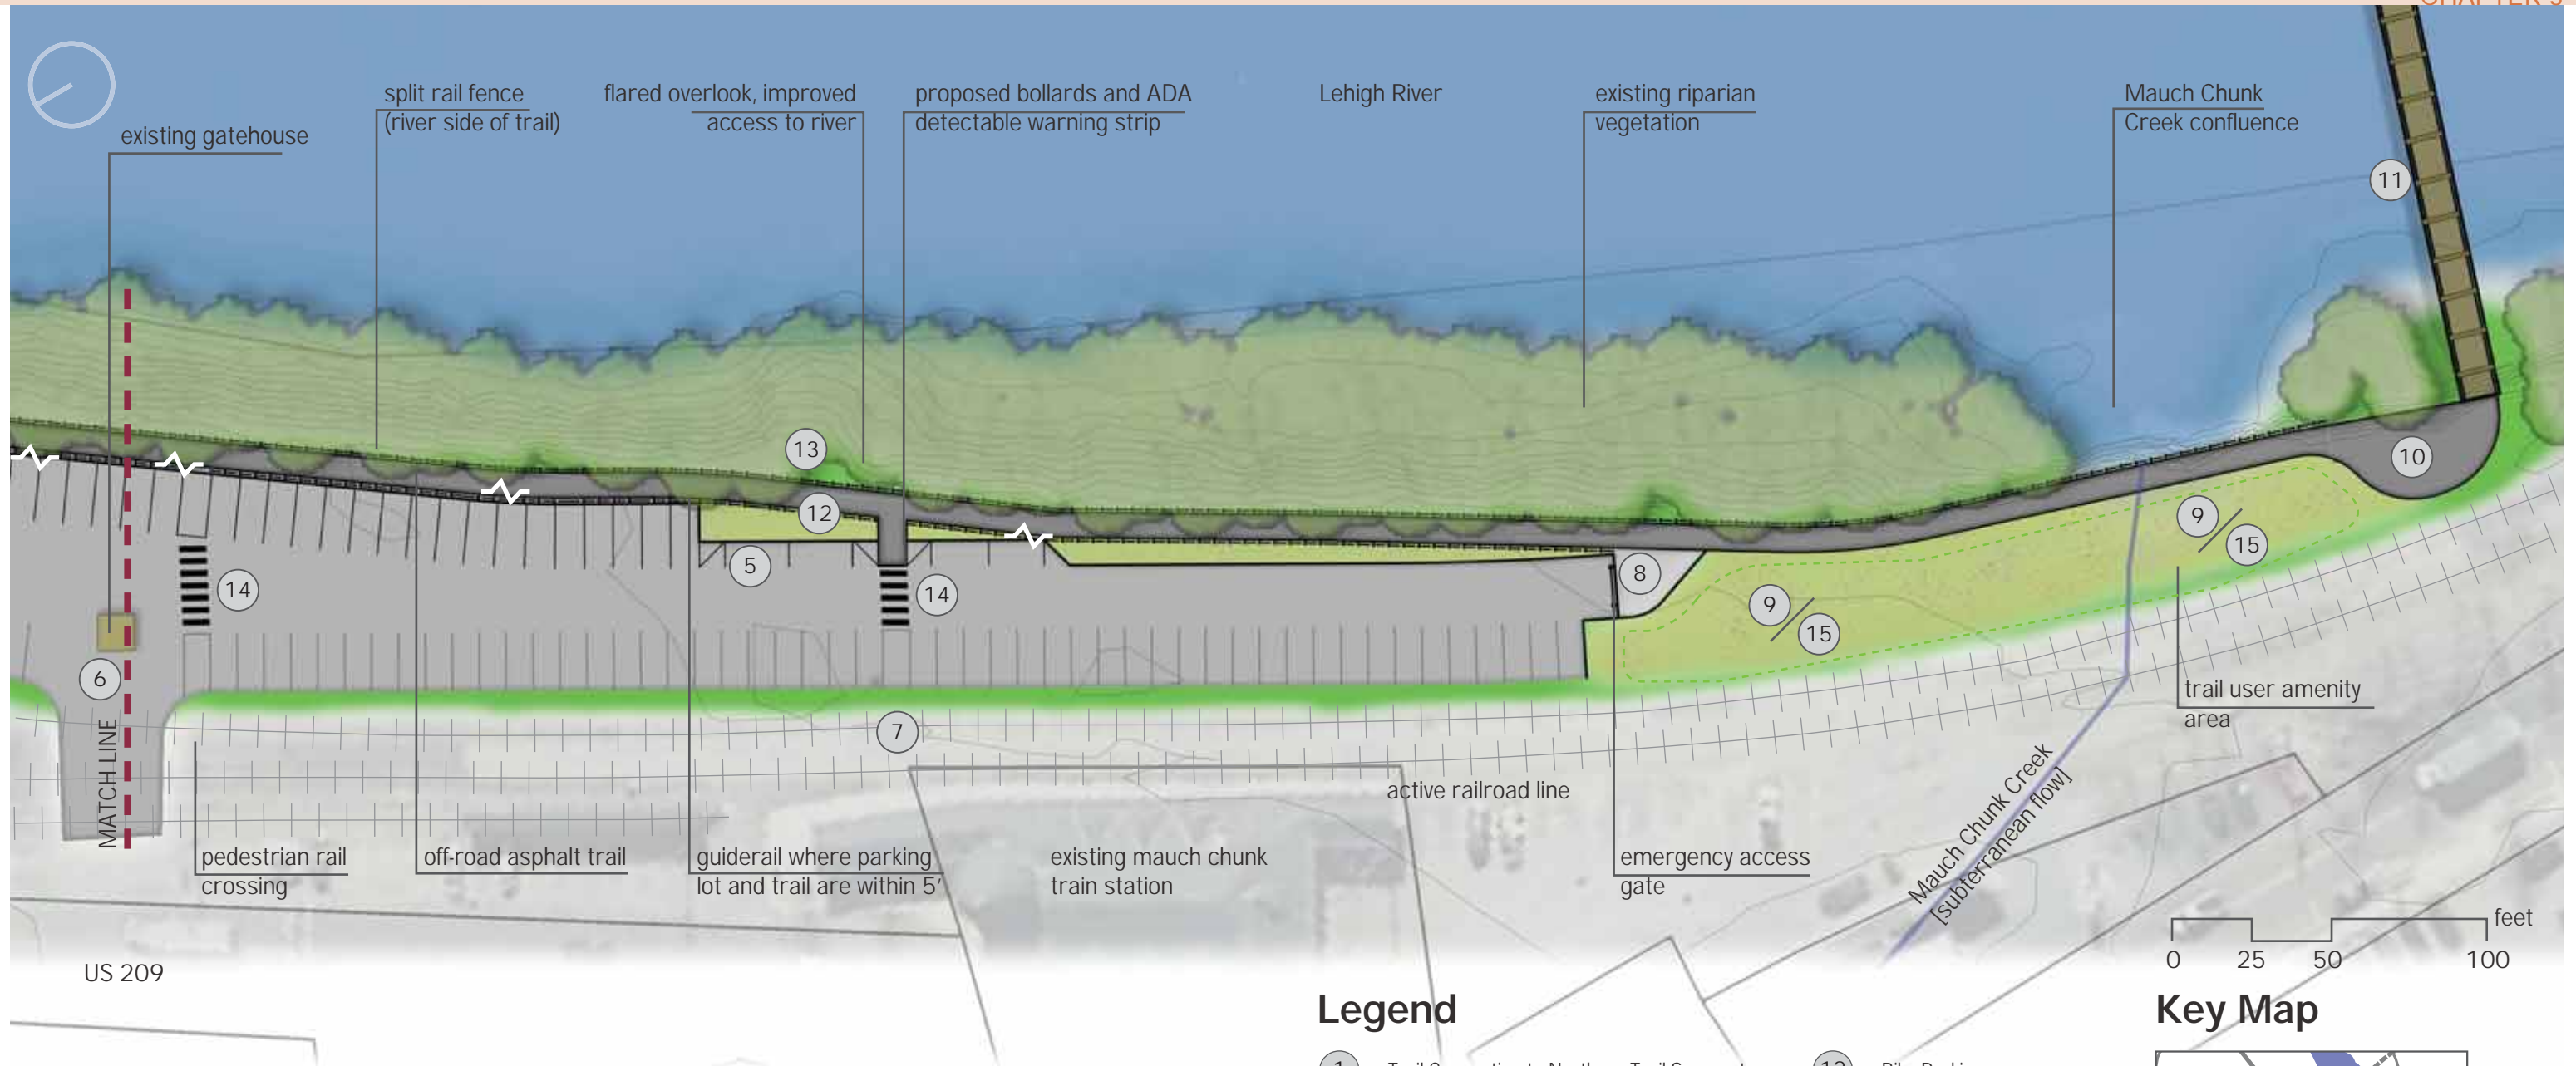 existing gatehouse
split rail fence
(river side of trail)
flared overlook, improved
access to river
proposed bollards and ADA
detectable warning strip
Lehigh River
existing riparian
vegetation
Mauch Chunk
Creek confluence
11
13
12
10
9
15
5
14
14
8
9
15
6
7
MATCH LINE
trail user amenity
area
active railroad line
Mauch Chunk Creek
[subterranean flow]
pedestrian rail
crossing
off-road asphalt trail
guiderail where parking
lot and trail are within 5'
existing mauch chunk
train station
emergency access
gate
feet
0 25 50 100
US 209
Legend
Key Map